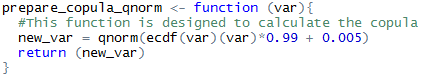 prepare_copula_qnorm <- function (var){
  #This function is designed to calculate the copula
  new_var = qnorm(ecdf(var)(var)*0.99 + 0.005)
  return (new_var)
}